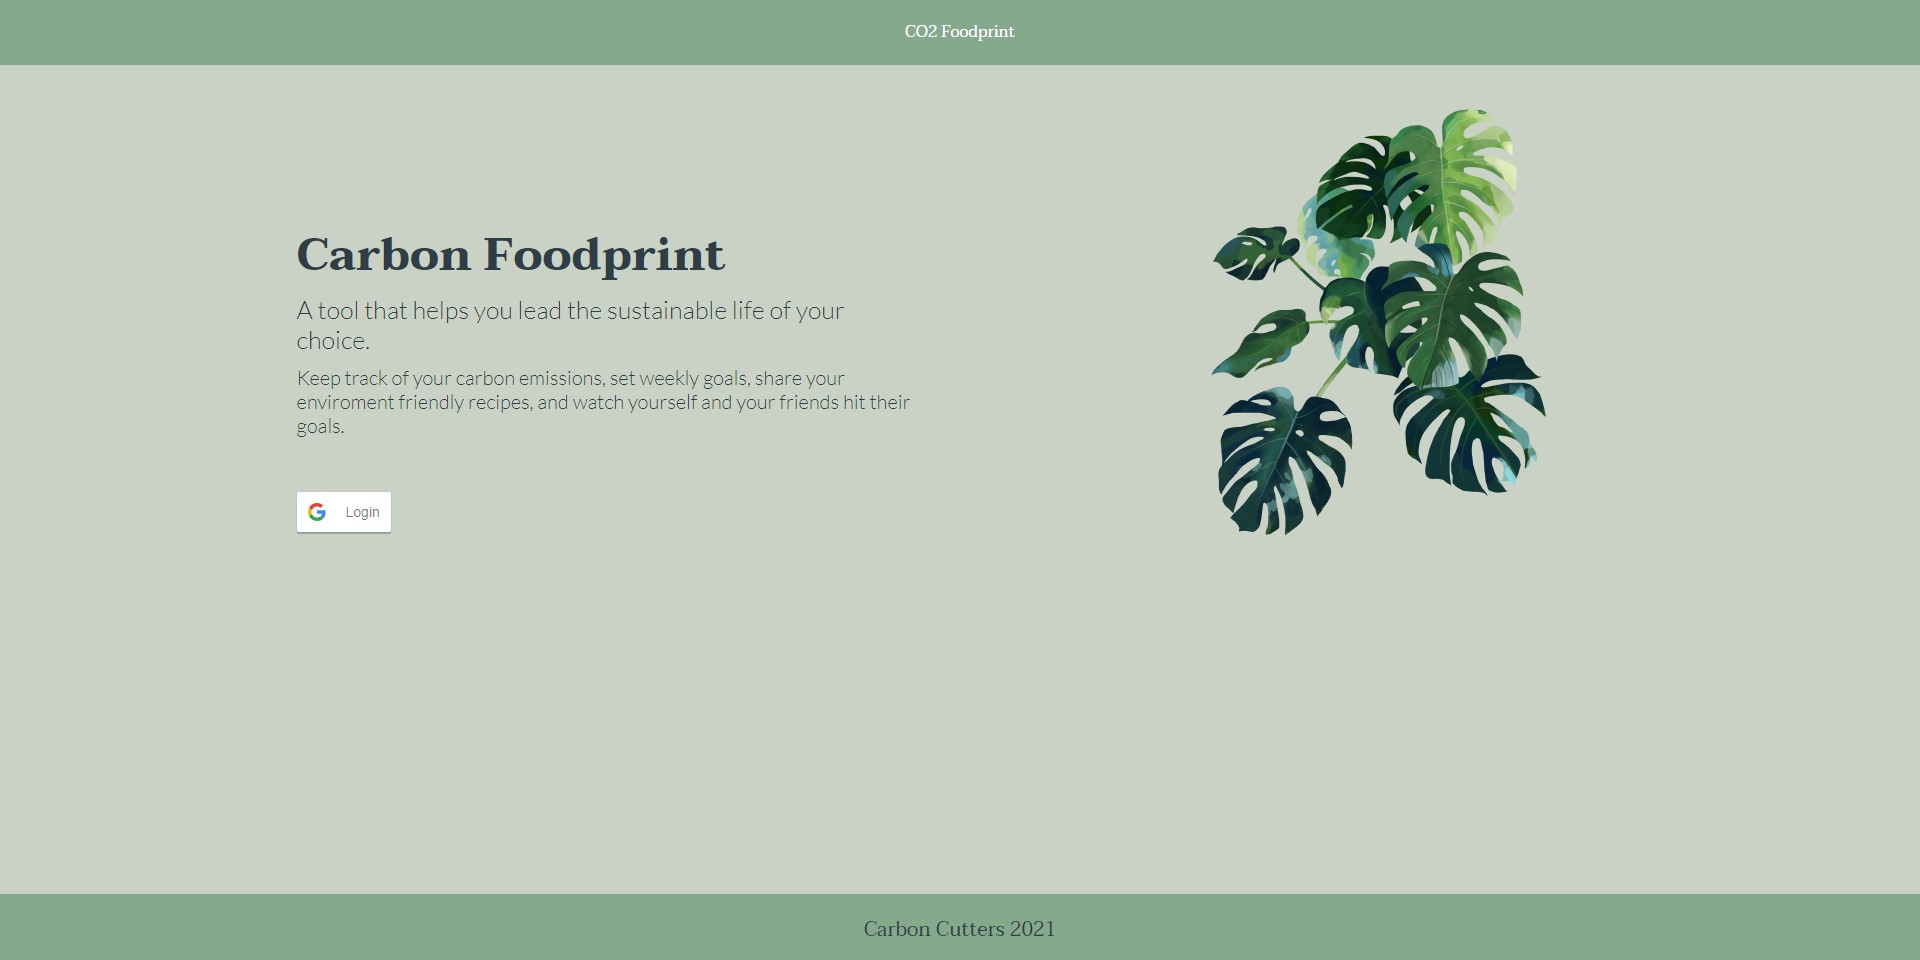 CO2 Foodprint
Carbon Foodprint
A tool that helps you lead the sustainable life of your
choice.
Keep track of your carbon emissions, set weekly goals, share your
enviroment friendly recipes, and watch yourself and your friends hit their
goals.
Login
Carbon Cutters 2021